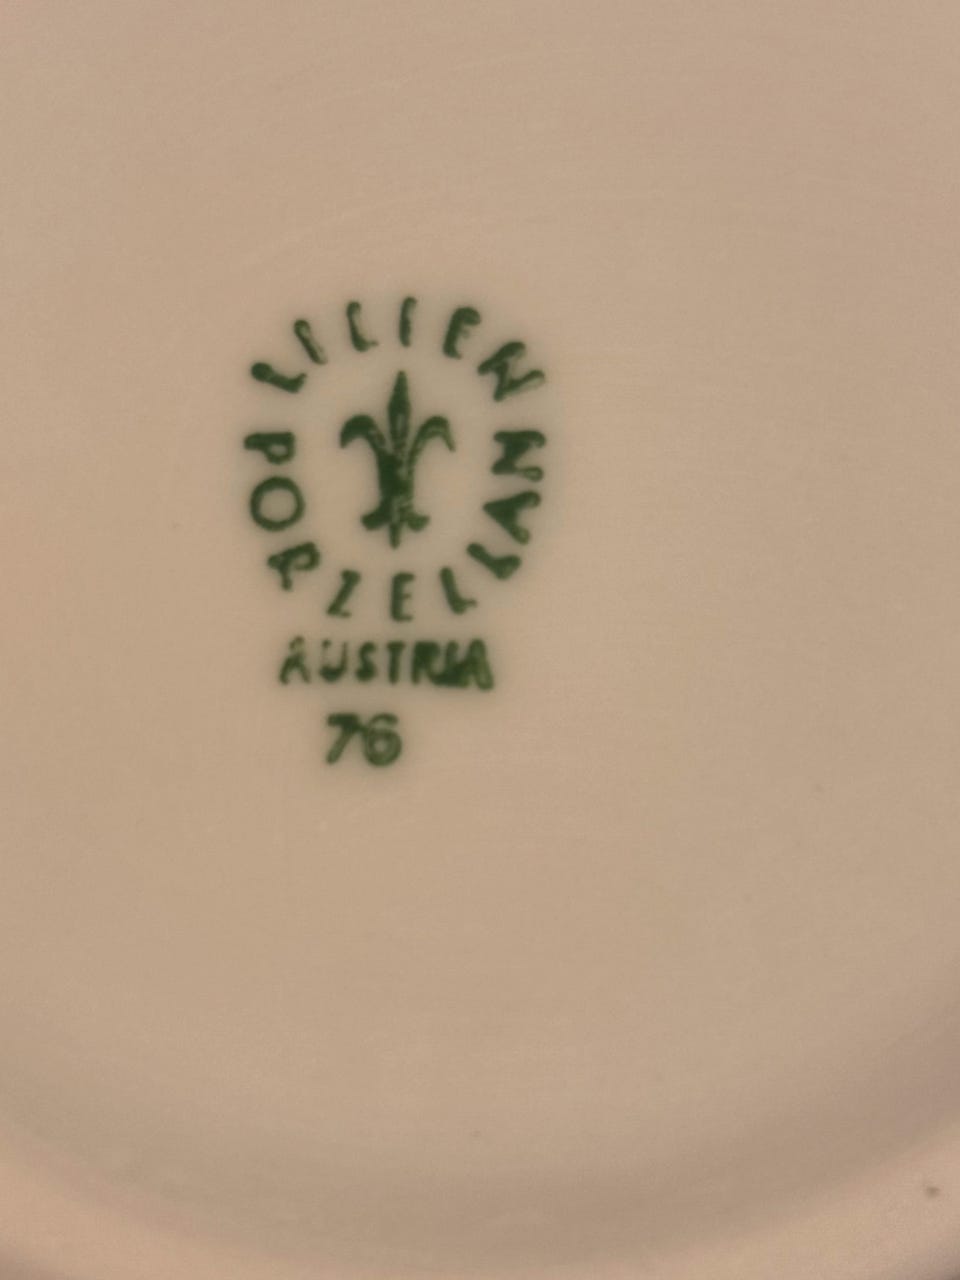 LILIEN
PORZELLAN
AUSTRIA
76